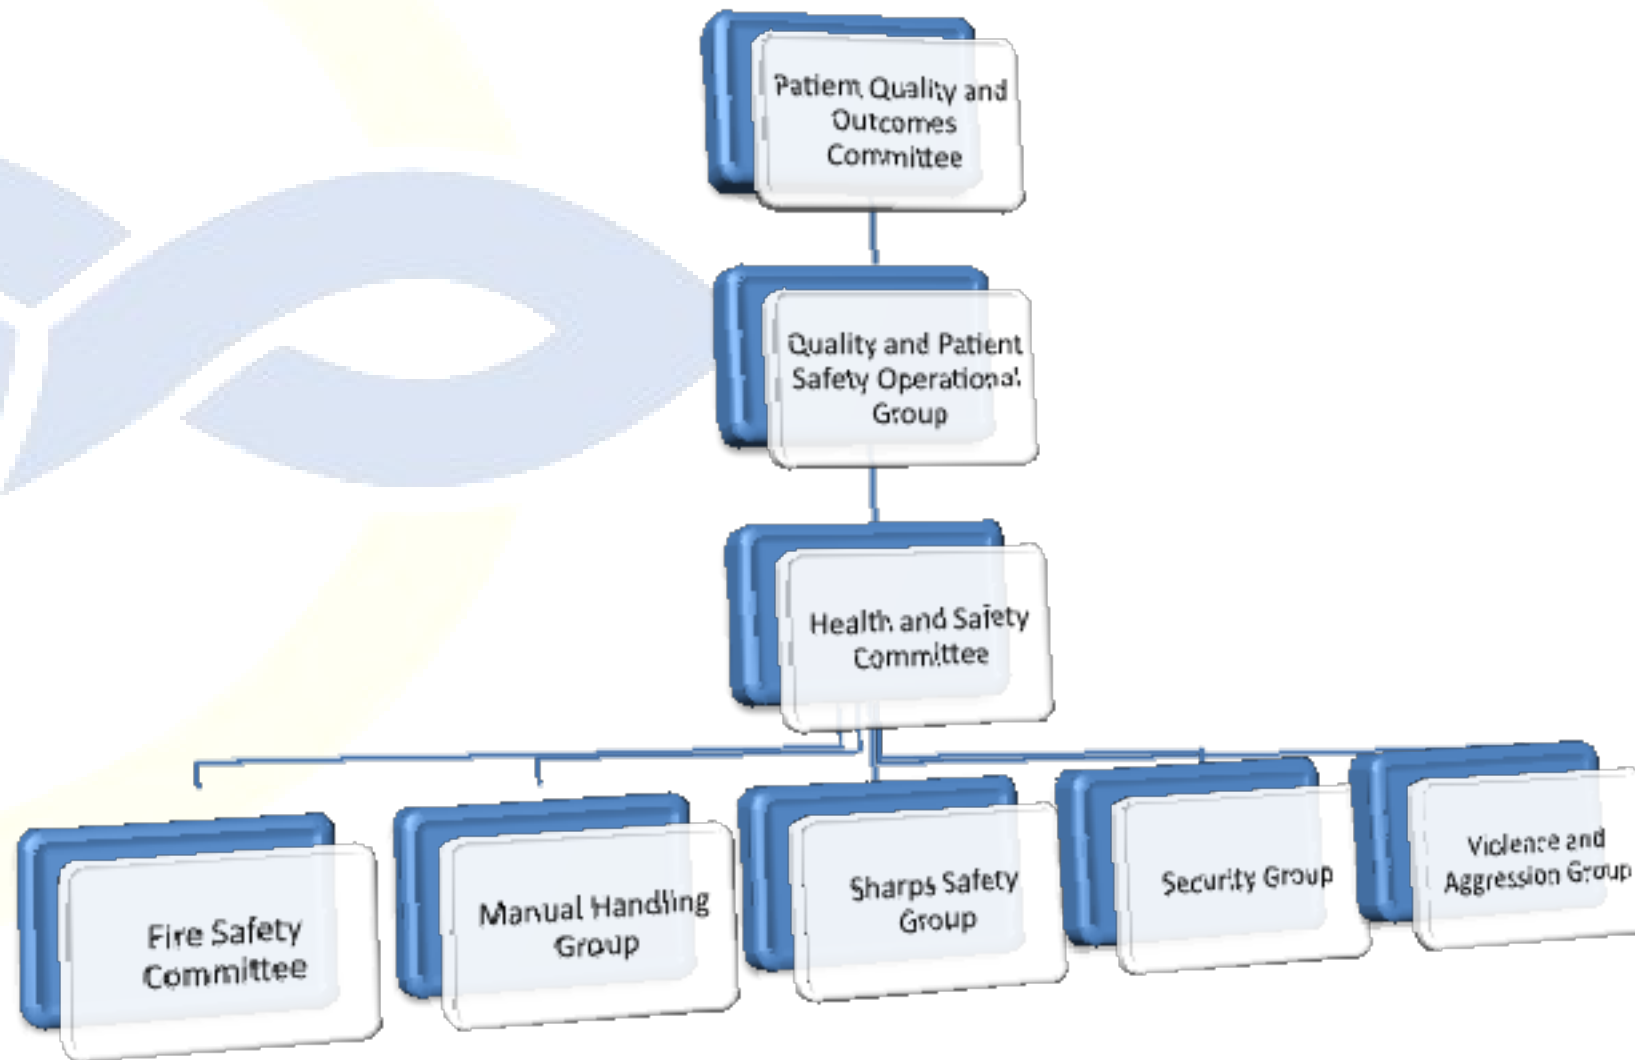 Patient Quality and
Outcomes
Committee
Quality and Patient
Safety Operational
Group
Health and Safety
Committee
Fire Safety
Committee
Manual Handling
Group
Sharps Safety
Group
Security Group
Violence and
Aggression Group